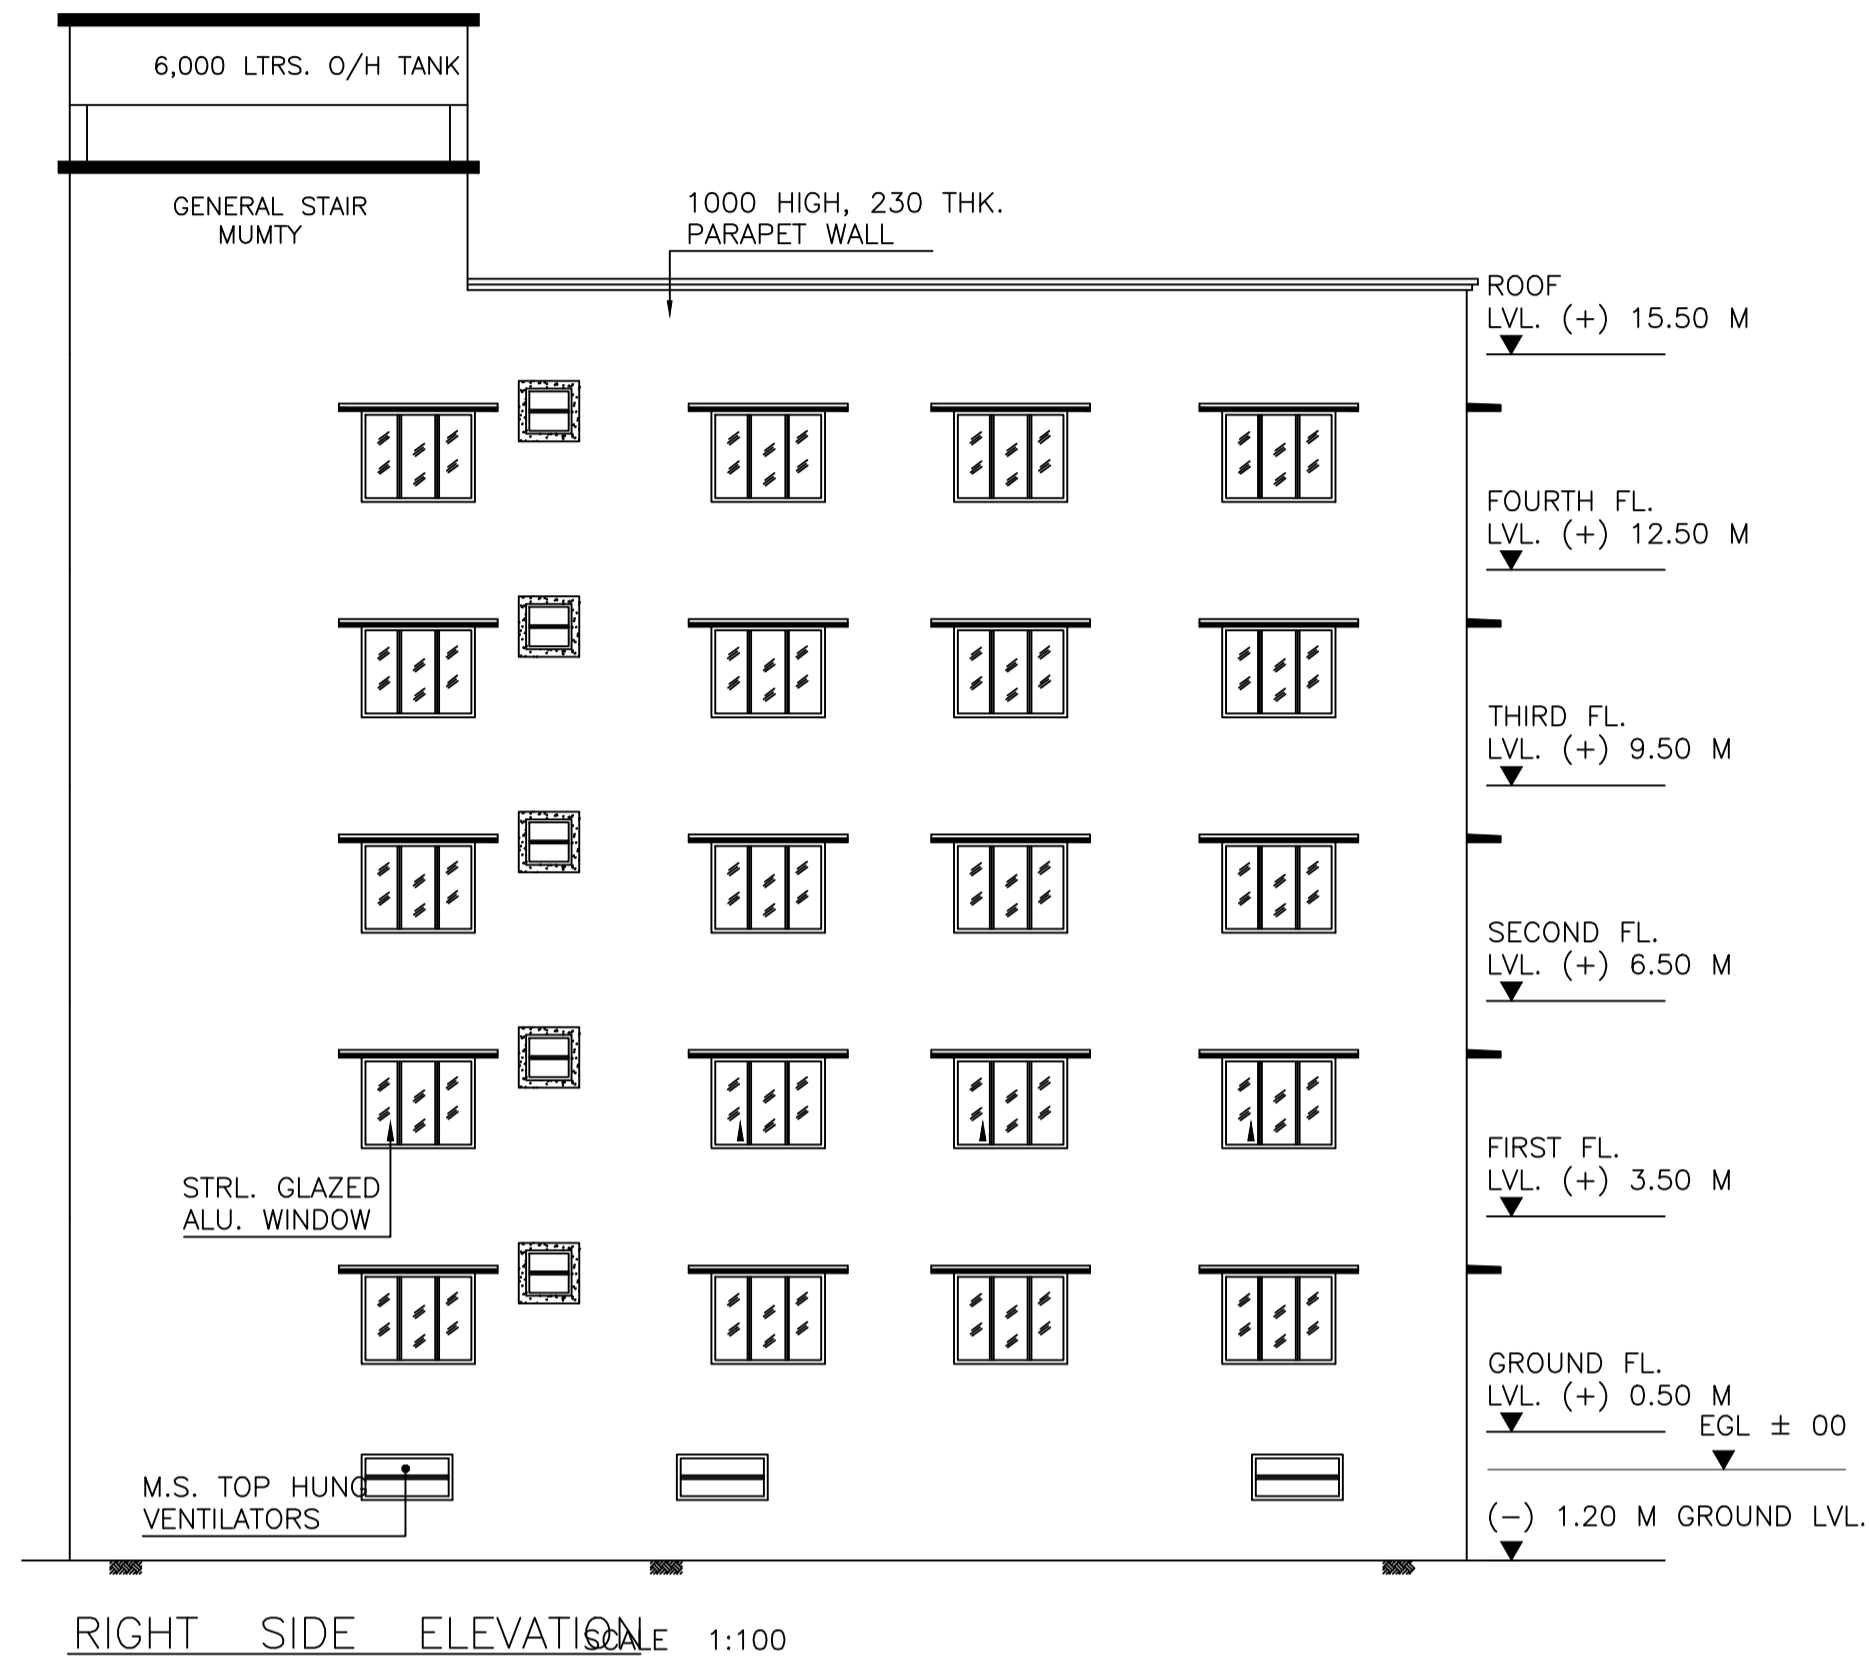 6,000 LTRS. O/H TANK
GENERAL STAIR
MUMTY
1000 HIGH, 230 THK.
PARAPET WALL
ROOF
LVL. (+) 15.50 M
FOURTH FL.
LVL. (+) 12.50 M
THIRD FL.
LVL. (+) 9.50 M
SECOND FL.
LVL. (+) 6.50 M
FIRST FL.
LVL. (+) 3.50 M
STRL. GLAZED
ALU. WINDOW
GROUND FL.
LVL. (+) 0.50 M
EGL ± 00
M.S. TOP HUNG
VENTILATORS
(-) 1.20 M GROUND LVL.
RIGHT SIDE ELEVATION
SCALE 1:100